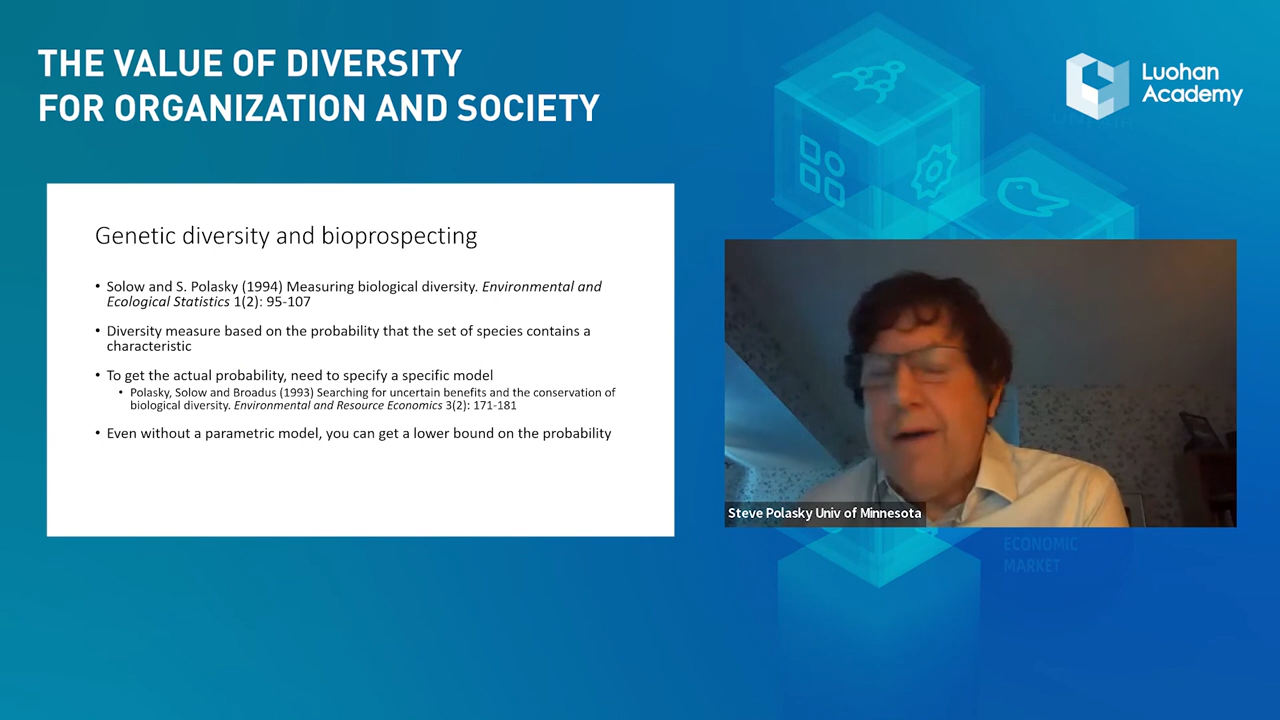 THE VALUE OF DIVERSITY
FOR ORGANIZATION AND SOCIETY
Luohan
Academy
Genetic diversity and bioprospecting
• Solow and S. Polasky (1994) Measuring biological diversity. Environmental and
Ecological Statistics 1(2): 95-107
• Diversity measure based on the probability that the set of species contains a
characteristic
• To get the actual probability, need to specify a specific model
• Polasky, Solow and Broadus (1993) Searching for uncertain benefits and the conservation of
biological diversity. Environmental and Resource Economics 3(2): 171-181
• Even without a parametric model, you can get a lower bound on the probability
Steve Polasky Univ of Minnesota
ECONOMIC
MARKET